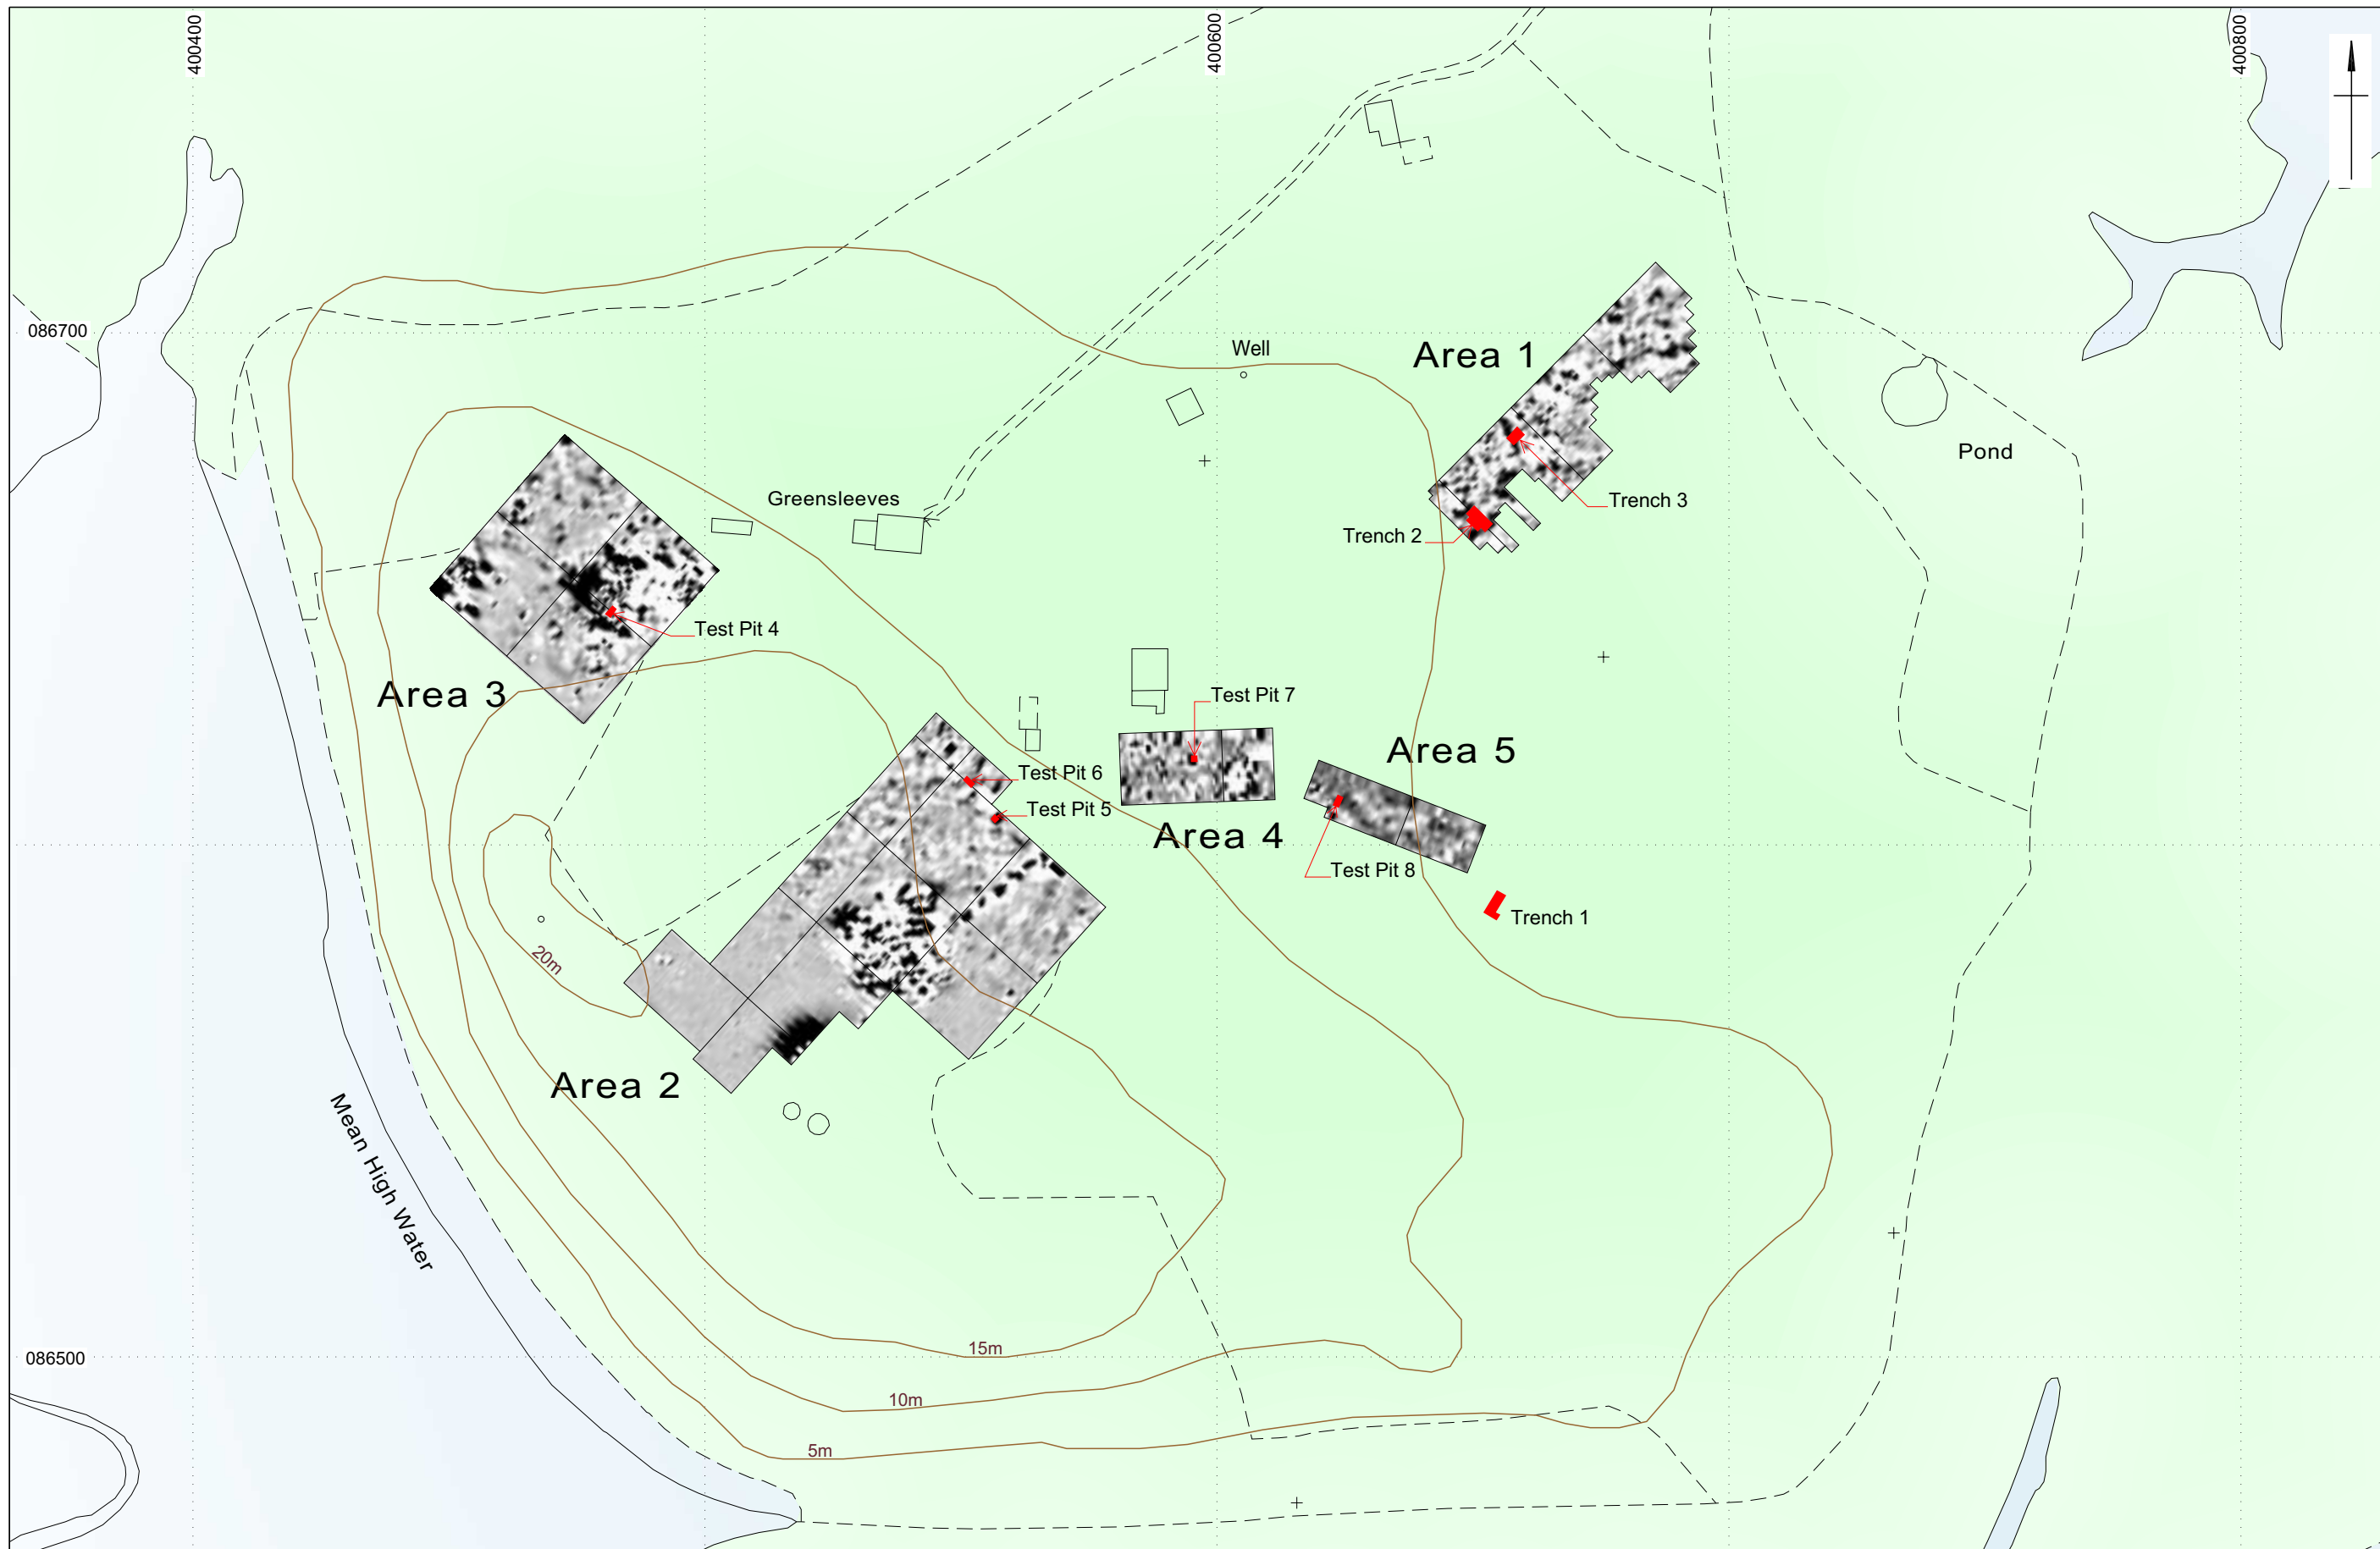 400400
400600
400800
086700
Well
Area 1
Pond
Greensleeves
Trench 3
Trench 2
Test Pit 4
Area 3
Test Pit 7
Area 5
Test Pit 6
Test Pit 5
Area 4
Test Pit 8
Trench 1
20m
Area 2
Mean High Water
15m
086500
10m
5m